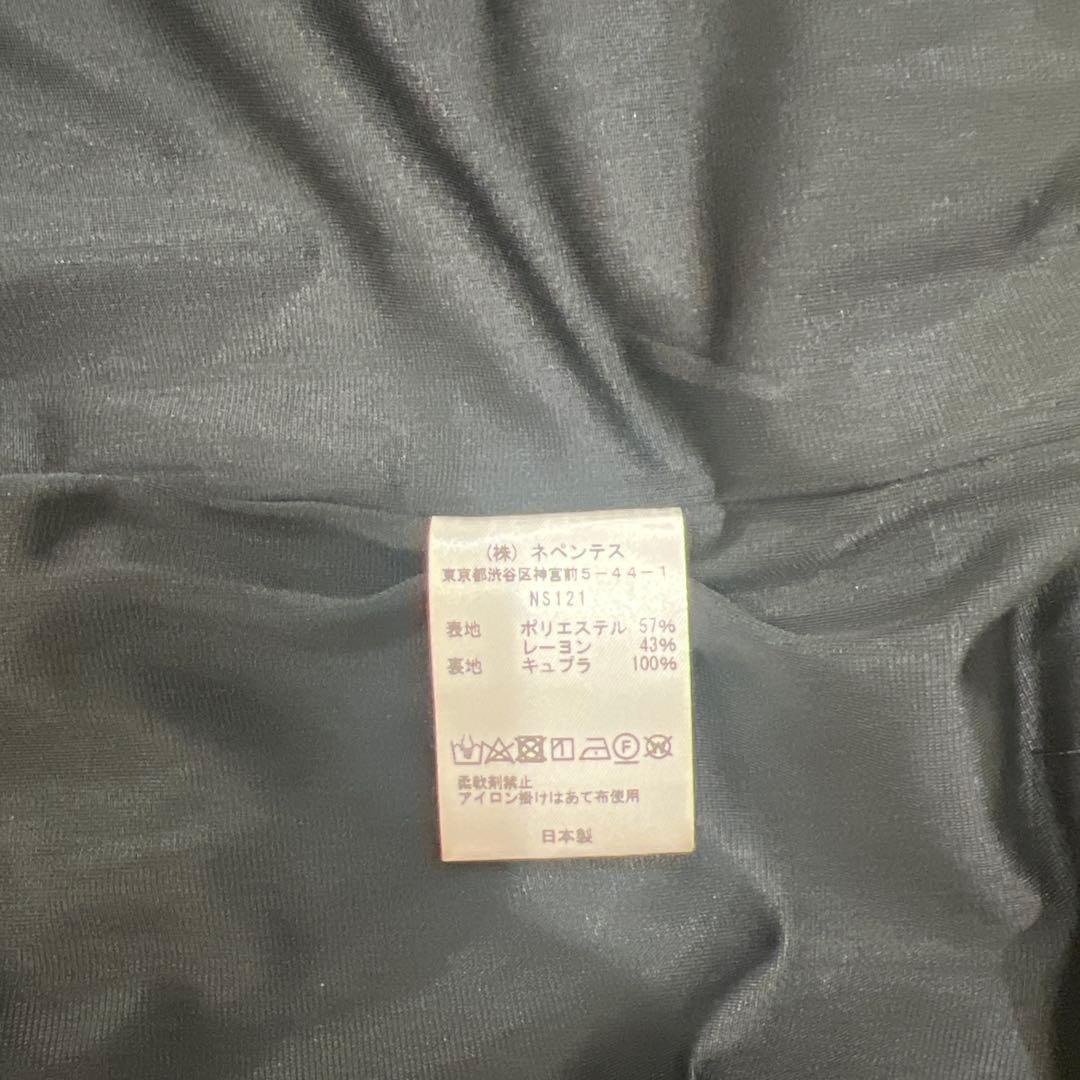 （株）ネペンテス
東京都渋谷区神宮前５－４４－１
NS121
表地 ポリエステル 57%
レーヨン 43%
裏地 キュプラ 100%
F W
柔軟剤禁止
アイロン掛けはあて布使用
日本製